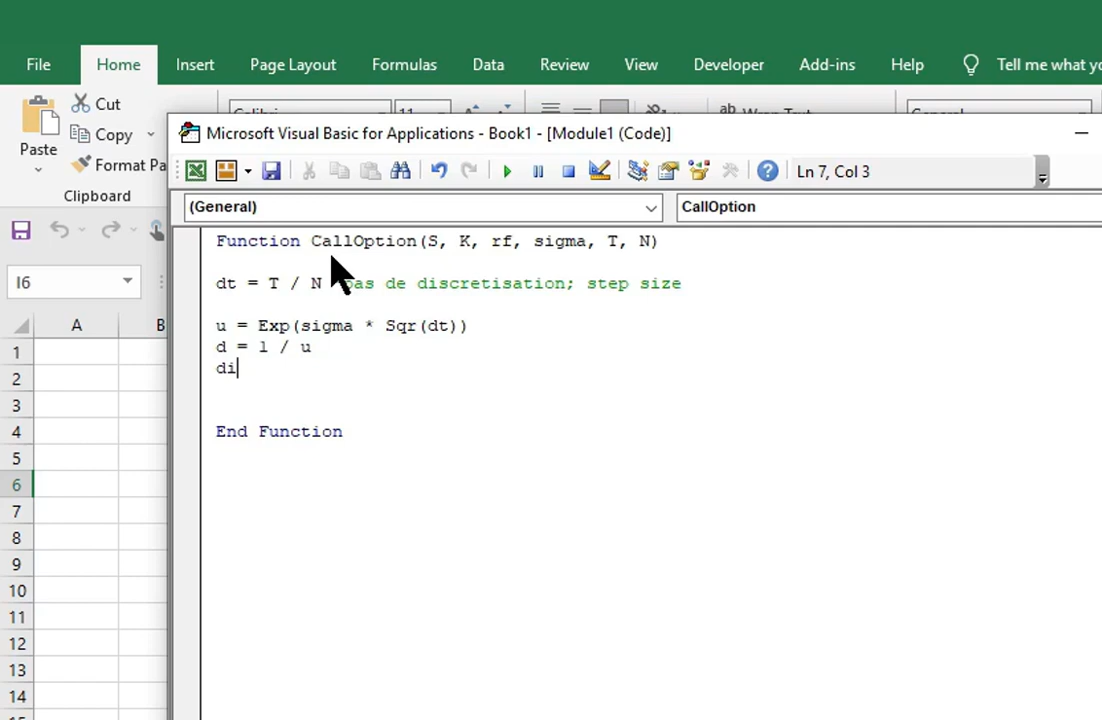 File Home Insert Page Layout Formulas Data Review View Developer Add-ins Help Tell me what yo
Cut
Copy
Paste
Format Pa
Clipboard
Microsoft Visual Basic for Applications - Book1 - [Module1 (Code)]
Ln 7, Col 3
(General) CallOption
I6
A B
1
2
3
4
5
6
7
8
9
10
11
12
13
14
Function CallOption(S, K, rf, sigma, T, N)
dt = T / N pas de discretisation; step size
u = Exp(sigma * Sqr(dt))
d = 1 / u
di
End Function